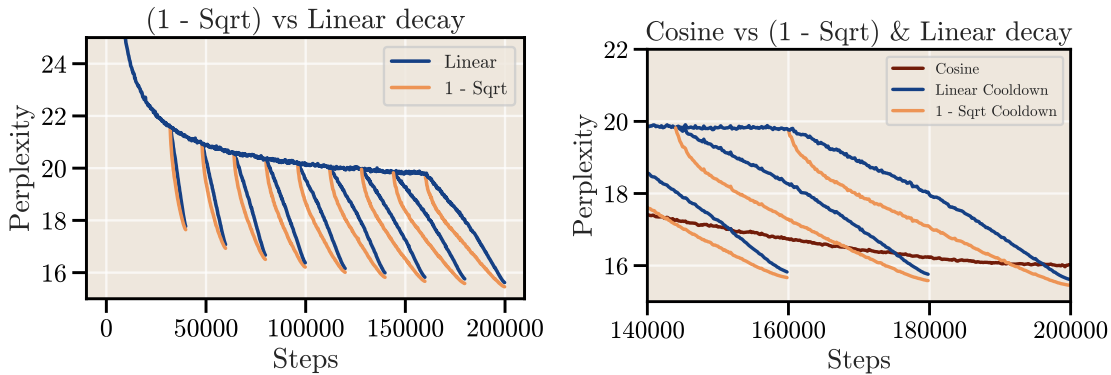 (1 - Sqrt) vs Linear decay
Perplexity
24
22
20
18
16
Linear
1 - Sqrt
0
50000
100000
150000
200000
Steps
Cosine vs (1 - Sqrt) & Linear decay
Perplexity
22
20
18
16
Cosine
Linear Cooldown
1 - Sqrt Cooldown
140000
160000
180000
200000
Steps